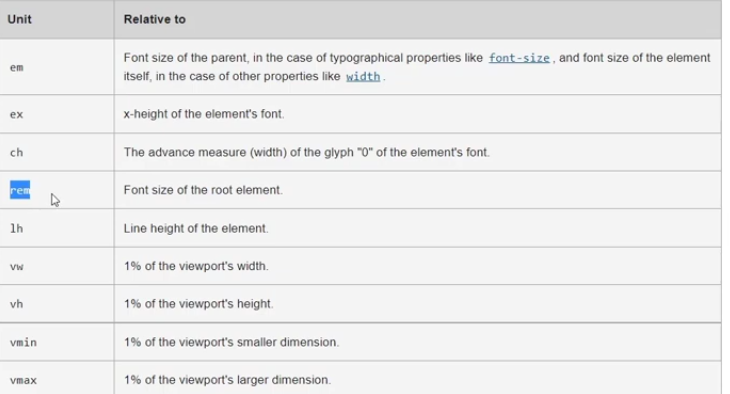 Unit Relative to
em Font size of the parent, in the case of typographical properties like font-size, and font size of the element
itself, in the case of other properties like width.
ex x-height of the element's font.
ch The advance measure (width) of the glyph "0" of the element's font.
rem Font size of the root element.
lh Line height of the element.
vw 1% of the viewport's width.
vh 1% of the viewport's height.
vmin 1% of the viewport's smaller dimension.
vmax 1% of the viewport's larger dimension.